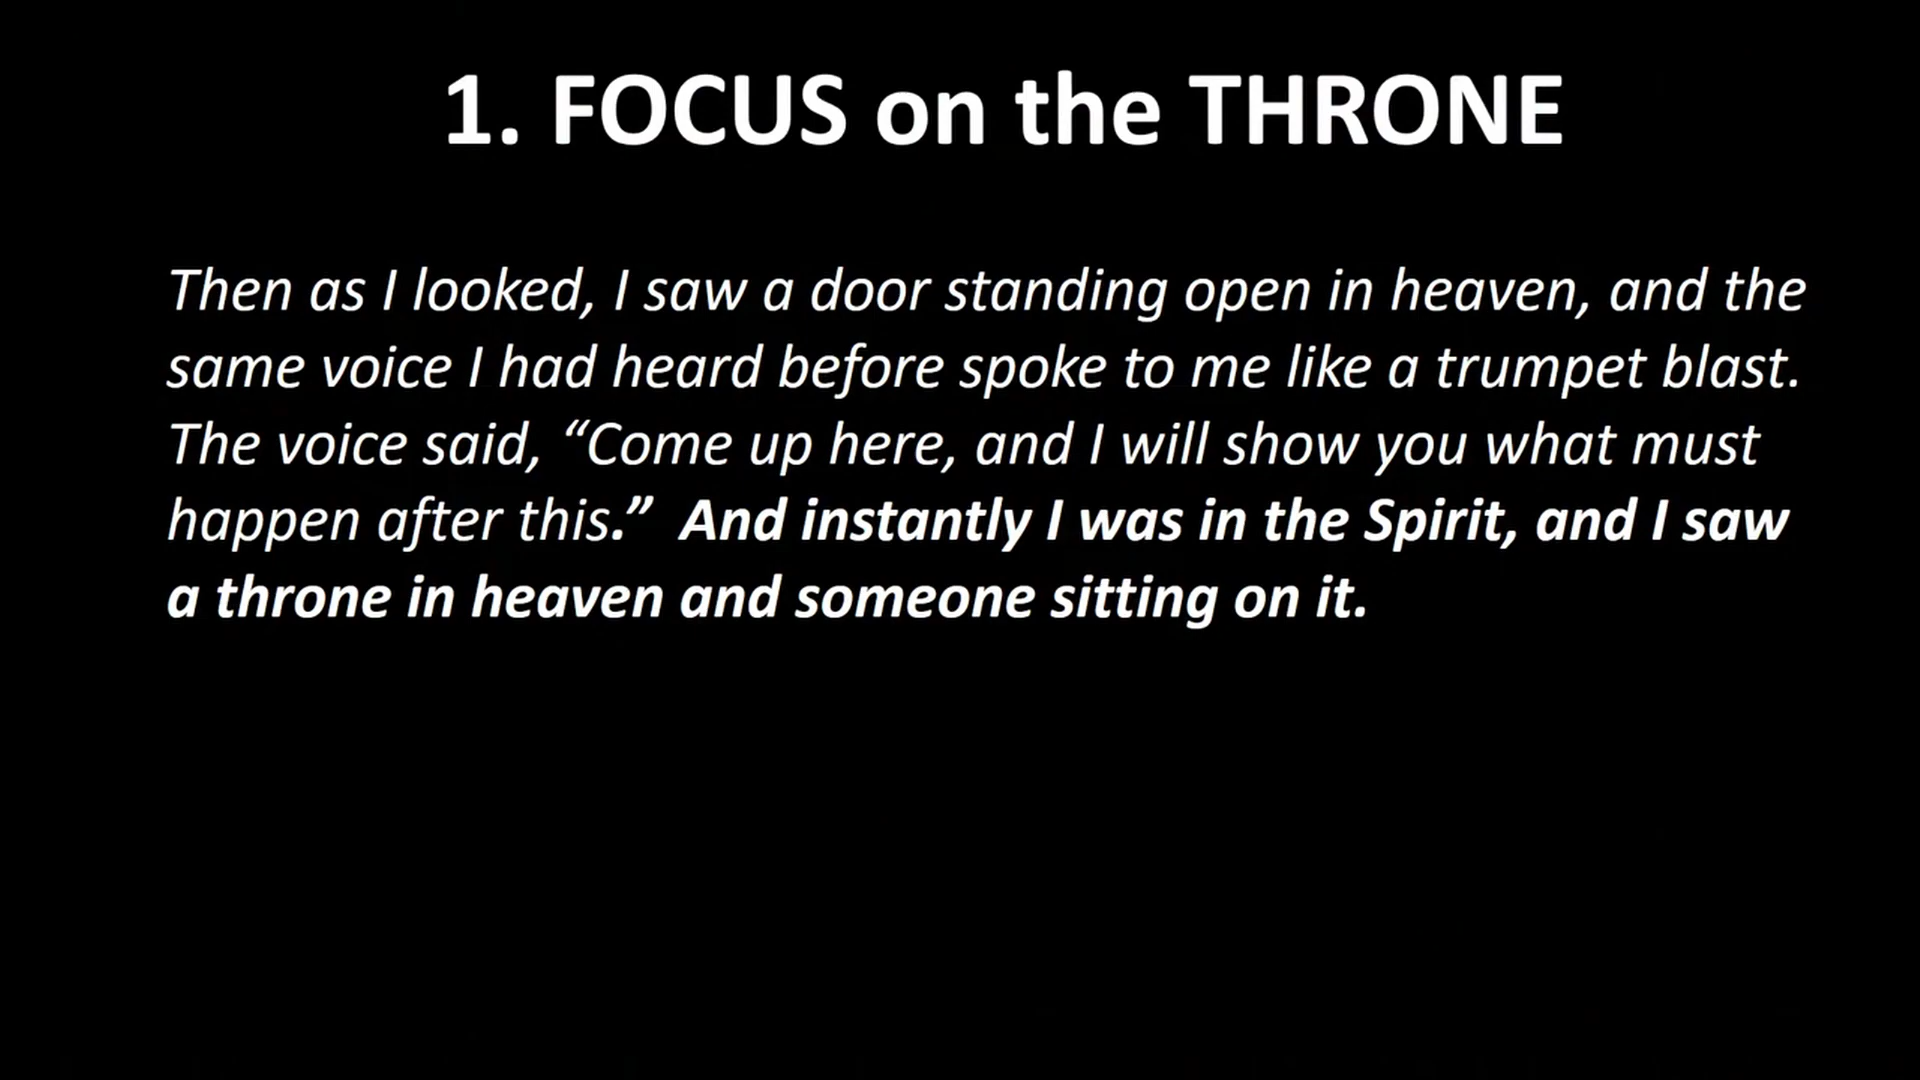 1. FOCUS on the THRONE
Then as I looked, I saw a door standing open in heaven, and the
same voice I had heard before spoke to me like a trumpet blast.
The voice said, “Come up here, and I will show you what must
happen after this.”  And instantly I was in the Spirit, and I saw
a throne in heaven and someone sitting on it.